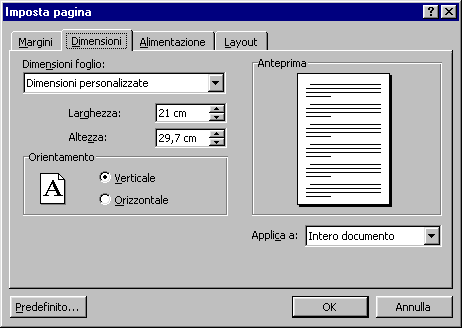 Imposta pagina
Margini Dimensioni Alimentazione Layout
Dimensioni foglio:
Dimensioni personalizzate
Larghezza: 21 cm
Altezza: 29,7 cm
Orientamento
A
Verticale
Orizzontale
Anteprima
Applica a: Intero documento
Predefinito... OK Annulla